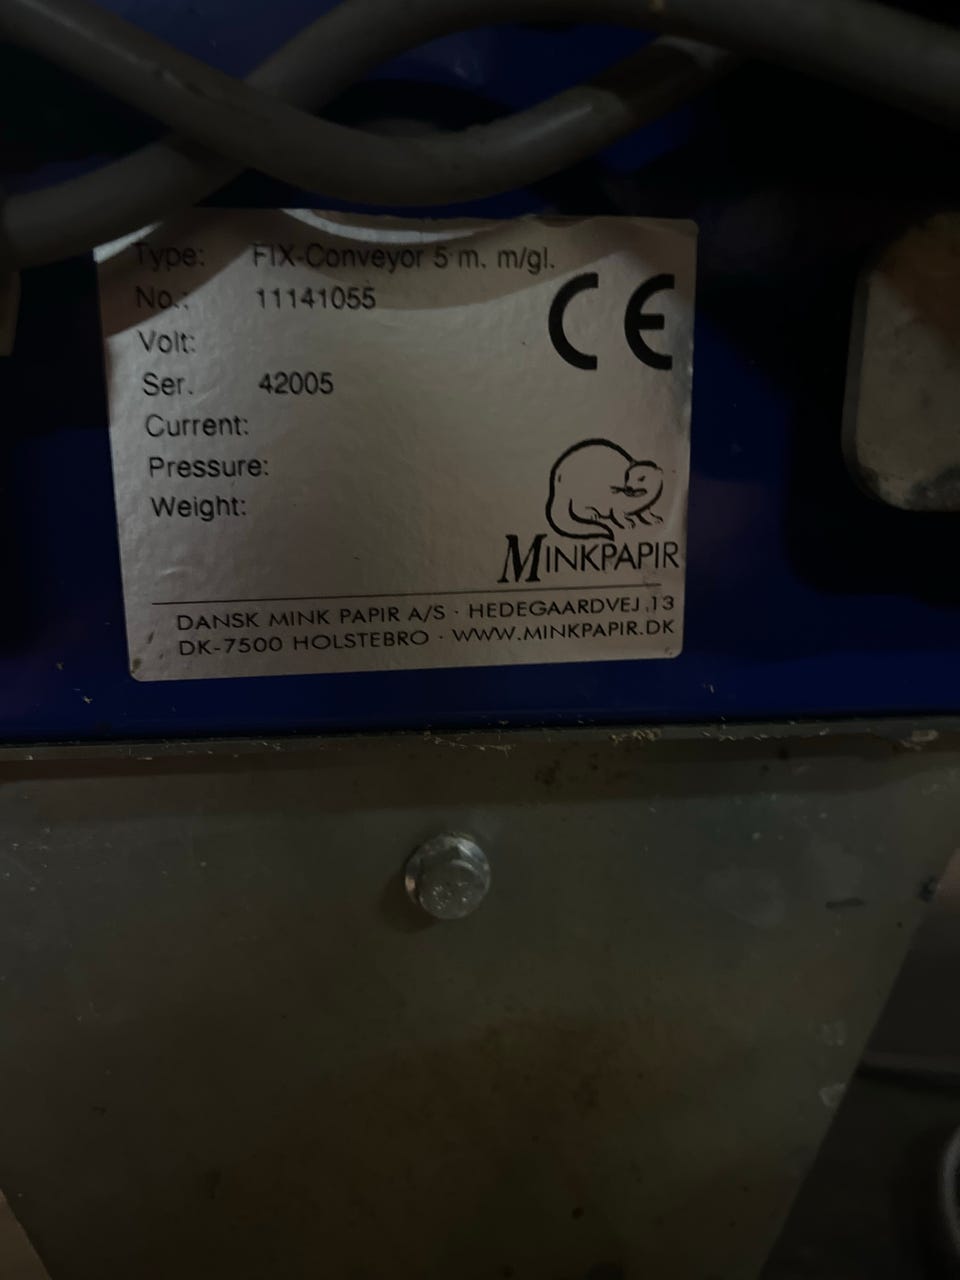 Type: FIX-Conveyor 5 m. m/gl.
No.: 11141055
CE
Volt:
Ser. 42005
Current:
Pressure:
Weight:
MINKPAPIR
DANSK MINK PAPIR A/S · HEDEGAARDVEJ 13
DK-7500 HOLSTEBRO · WWW.MINKPAPIR.DK